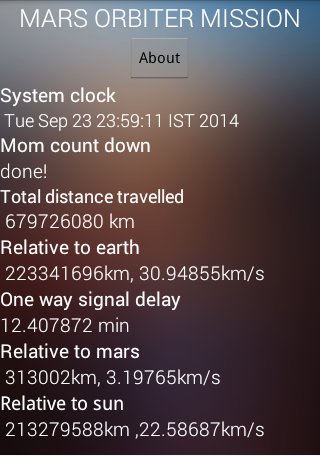 MARS ORBITER MISSION
About
System clock
Tue Sep 23 23:59:11 IST 2014
Mom count down
done!
Total distance travelled
679726080 km
Relative to earth
223341696km, 30.94855km/s
One way signal delay
12.407872 min
Relative to mars
313002km, 3.19765km/s
Relative to sun
213279588km ,22.58687km/s